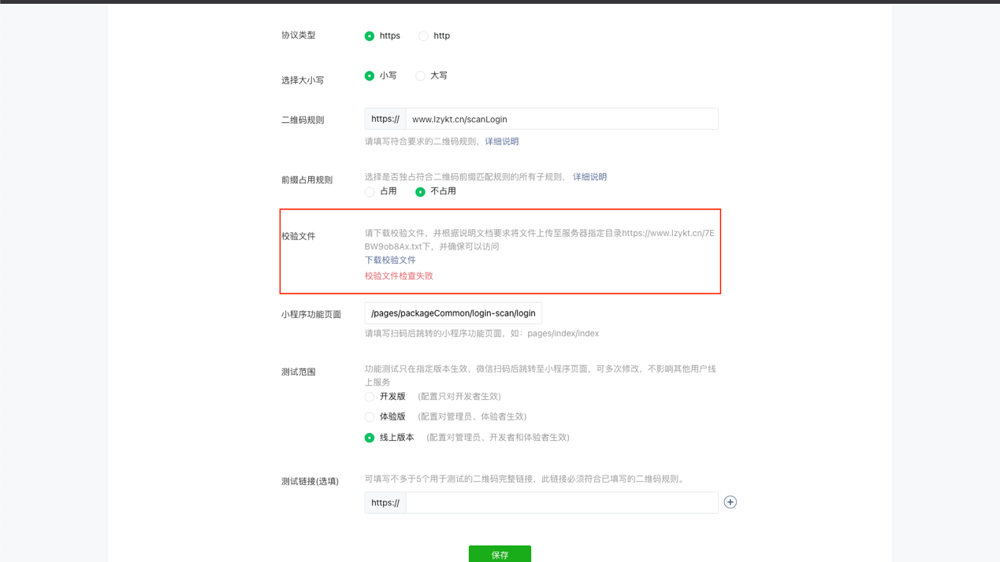 协议类型 https http
选择大小写 小写 大写
二维码规则 https:// www.lzykt.cn/scanLogin
请填写符合要求的二维码规则，详细说明
前缀占用规则 选择是否独占符合二维码前缀匹配规则的所有子规则， 详细说明
占用 不占用
校验文件 请下载校验文件，并根据说明文档要求将文件上传至服务器指定目录https://www.lzykt.cn/7E
BW9ob8Ax.txt下，并确保可以访问
下载校验文件
校验文件检查失败
小程序功能页面 /pages/packageCommon/login-scan/login
请填写扫码后跳转的小程序功能页面，如：pages/index/index
测试范围 功能测试只在指定版本生效，微信扫码后跳转至小程序页面，可多次修改，不影响其他用户线
上服务
开发版 (配置只对开发者生效)
体验版 (配置对管理员、体验者生效)
线上版本 (配置对管理员、开发者和体验者生效)
测试链接(选填) 可填写不多于5个用于测试的二维码完整链接，此链接必须符合已填写的二维码规则。
https://
保存